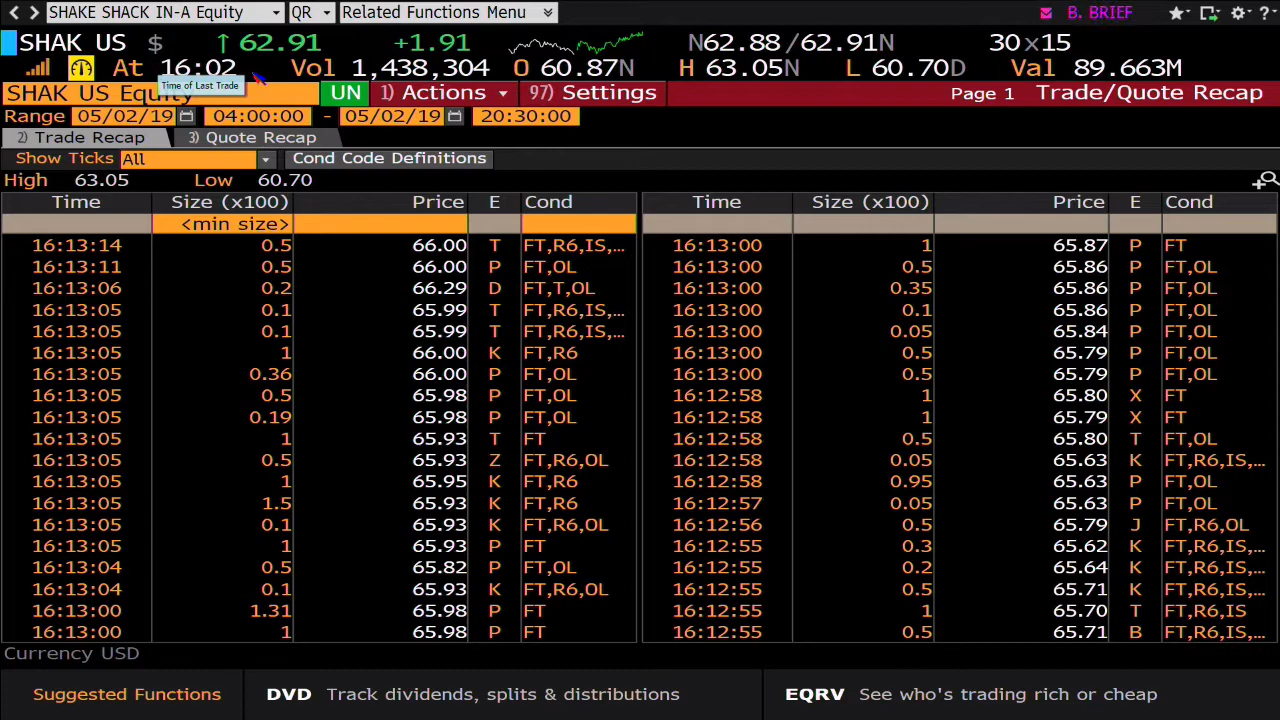 SHAKE SHACK IN-A Equity QR Related Functions Menu B. BRIEF ?
SHAK US $ ↑ 62.91 +1.91 N62.88/62.91N 30x15
At 16:02 Vol 1,438,304 O 60.87N H 63.05N L 60.70D Val 89.663M
Time of Last Trade
SHAK US Equity UN 1) Actions 97) Settings Page 1 Trade/Quote Recap
Range 05/02/19 04:00:00 - 05/02/19 20:30:00
2) Trade Recap 3) Quote Recap
Show Ticks All Cond Code Definitions
High 63.05 Low 60.70
Time Size (x100) Price E Cond Time Size (x100) Price E Cond
<min size>
16:13:14 0.5 66.00 T FT,R6,IS,... 16:13:00 1 65.87 P FT
16:13:11 0.5 66.00 P FT,OL 16:13:00 0.5 65.86 P FT,OL
16:13:06 0.2 66.29 D FT,T,OL 16:13:00 0.35 65.86 P FT,OL
16:13:05 0.1 65.99 T FT,R6,IS,... 16:13:00 0.1 65.86 P FT,OL
16:13:05 0.1 65.99 T FT,R6,IS,... 16:13:00 0.05 65.84 P FT,OL
16:13:05 1 66.00 K FT,R6 16:13:00 0.5 65.79 P FT,OL
16:13:05 0.36 66.00 P FT,OL 16:13:00 0.5 65.79 P FT,OL
16:13:05 0.5 65.98 P FT,OL 16:12:58 1 65.80 X FT
16:13:05 0.19 65.98 P FT,OL 16:12:58 1 65.79 X FT
16:13:05 1 65.93 T FT 16:12:58 0.5 65.80 T FT,OL
16:13:05 0.5 65.93 Z FT,R6,OL 16:12:58 0.05 65.63 K FT,R6,IS,...
16:13:05 1 65.95 K FT,R6 16:12:58 0.95 65.63 P FT,OL
16:13:05 1.5 65.93 K FT,R6 16:12:57 0.05 65.63 P FT,OL
16:13:05 0.1 65.93 K FT,R6,OL 16:12:56 0.5 65.79 J FT,R6,OL
16:13:05 1 65.93 P FT 16:12:55 0.3 65.62 K FT,R6,IS,...
16:13:04 0.5 65.82 P FT,OL 16:12:55 0.2 65.64 K FT,R6,IS,...
16:13:04 0.1 65.93 K FT,R6,OL 16:12:55 0.5 65.71 K FT,R6,IS,...
16:13:00 1.31 65.98 P FT 16:12:55 1 65.70 T FT,R6,IS
16:13:00 1 65.98 P FT 16:12:55 0.5 65.71 B FT,R6,IS,...
Currency USD
Suggested Functions DVD Track dividends, splits & distributions EQRV See who's trading rich or cheap